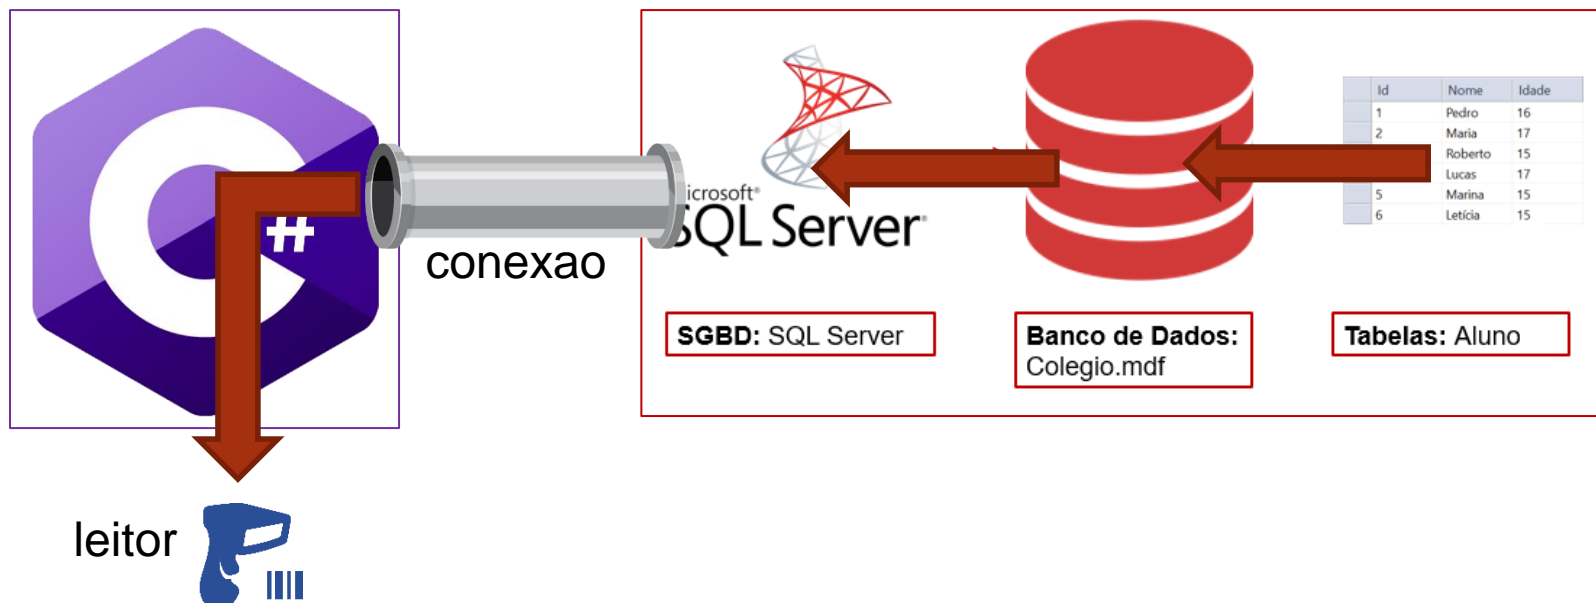 Id Nome Idade
1 Pedro 16
2 Maria 17
Roberto 15
Lucas 17
5 Marina 15
6 Letícia 15
#
icrosoft®
SQL Server
conexao
SGBD: SQL Server
Banco de Dados:
Colegio.mdf
Tabelas: Aluno
leitor